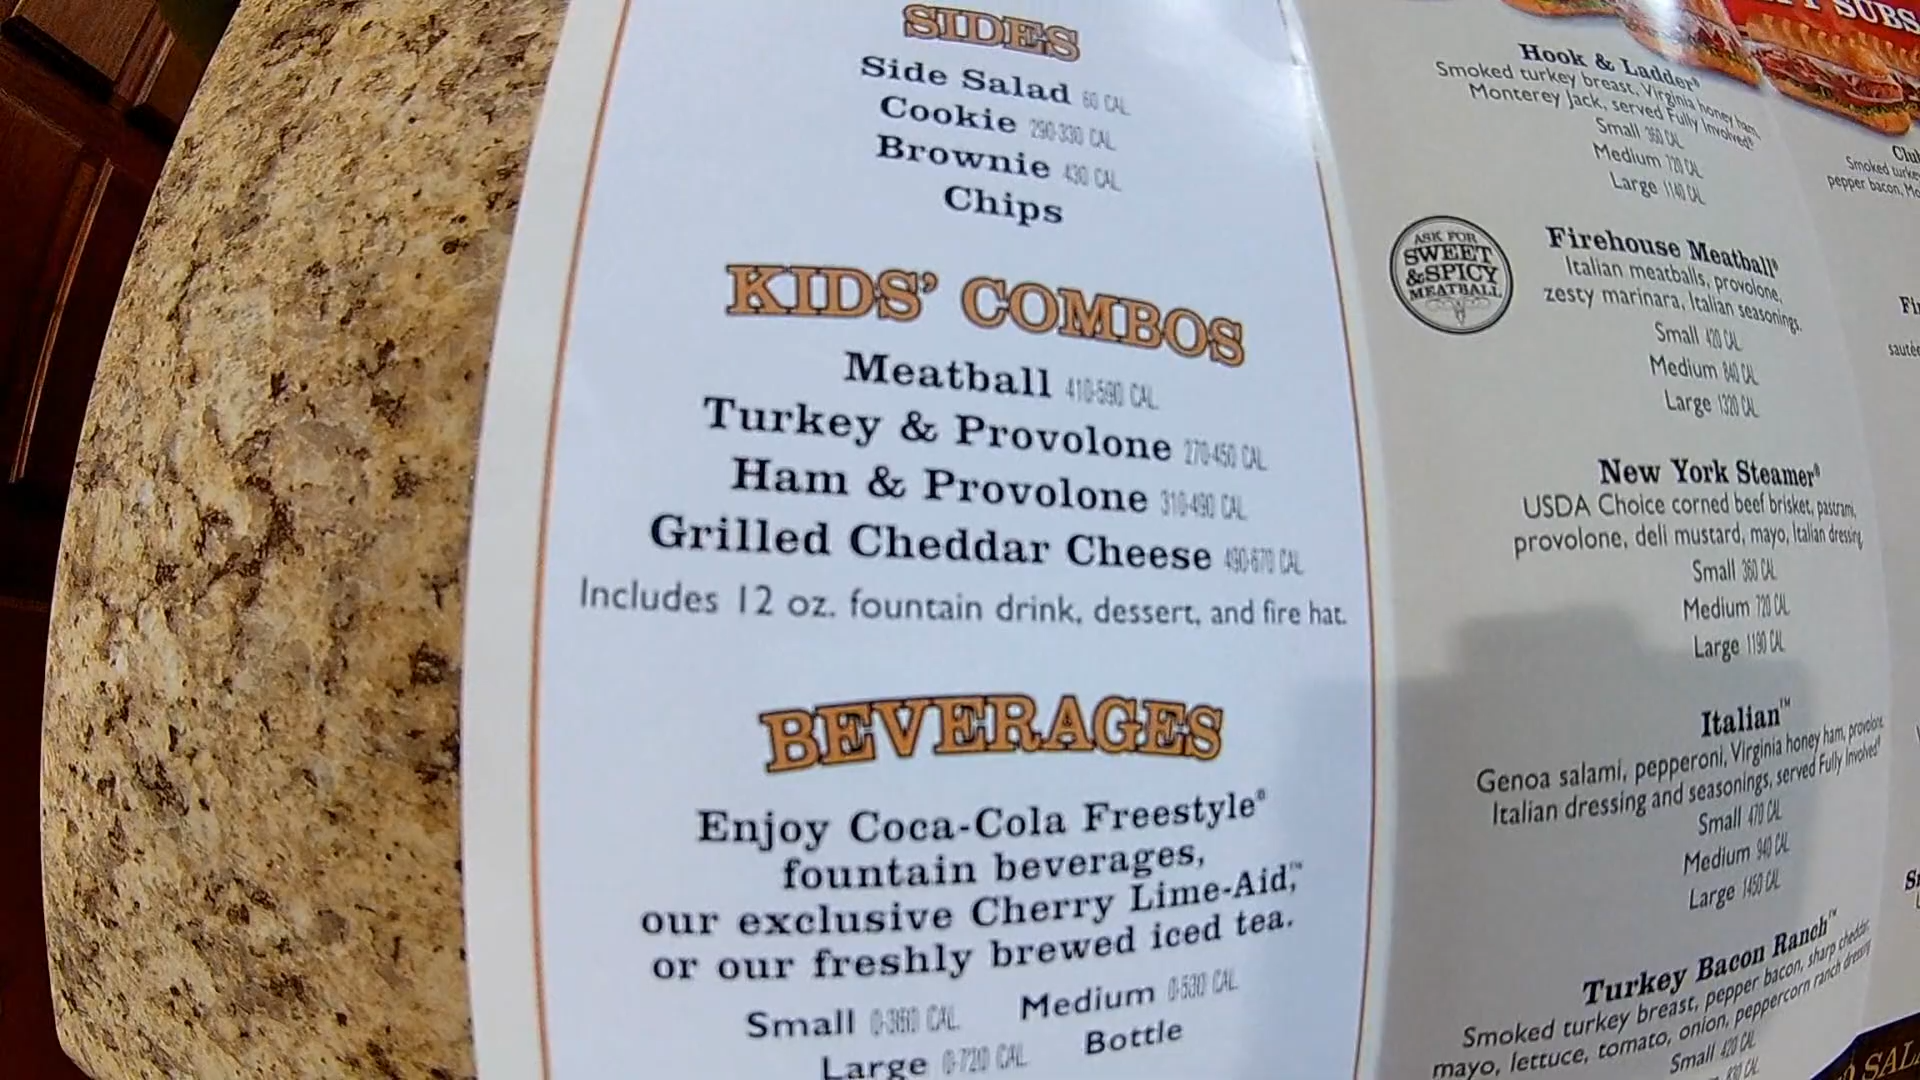 SIDES
Side Salad 60 CAL
Cookie 290-330 CAL
Brownie 430 CAL
Chips
KIDS' COMBOS
Meatball 410-590 CAL
Turkey & Provolone 270-450 CAL
Ham & Provolone 310-490 CAL
Grilled Cheddar Cheese 490-670 CAL
Includes 12 oz. fountain drink, dessert, and fire hat.
BEVERAGES
Enjoy Coca-Cola Freestyle®
fountain beverages,
our exclusive Cherry Lime-Aid,™
or our freshly brewed iced tea.
Small 0-360 CAL Medium 0-530 CAL
Large 0-720 CAL Bottle
SUBS
Hook & Ladder®
Smoked turkey breast, Virginia honey ham,
Monterey Jack, served Fully Involved®
Small 360 CAL
Medium 720 CAL
Large 1140 CAL
ASK FOR
SWEET
& SPICY
MEATBALL
Firehouse Meatball®
Italian meatballs, provolone,
zesty marinara, Italian seasonings.
Small 420 CAL
Medium 840 CAL
Large 1320 CAL
New York Steamer®
USDA Choice corned beef brisket, pastrami,
provolone, deli mustard, mayo, Italian dressing
Small 360 CAL
Medium 720 CAL
Large 1190 CAL
Italian™
Genoa salami, pepperoni, Virginia honey ham, provolone
Italian dressing and seasonings, served Fully Involved®
Small 470 CAL
Medium 940 CAL
Large 1450 CAL
Turkey Bacon Ranch™
Smoked turkey breast, pepper bacon, sharp cheddar,
mayo, lettuce, tomato, onion, peppercorn ranch dressing
Small 420 CAL
830 CAL
Smoked
pepper bacon,